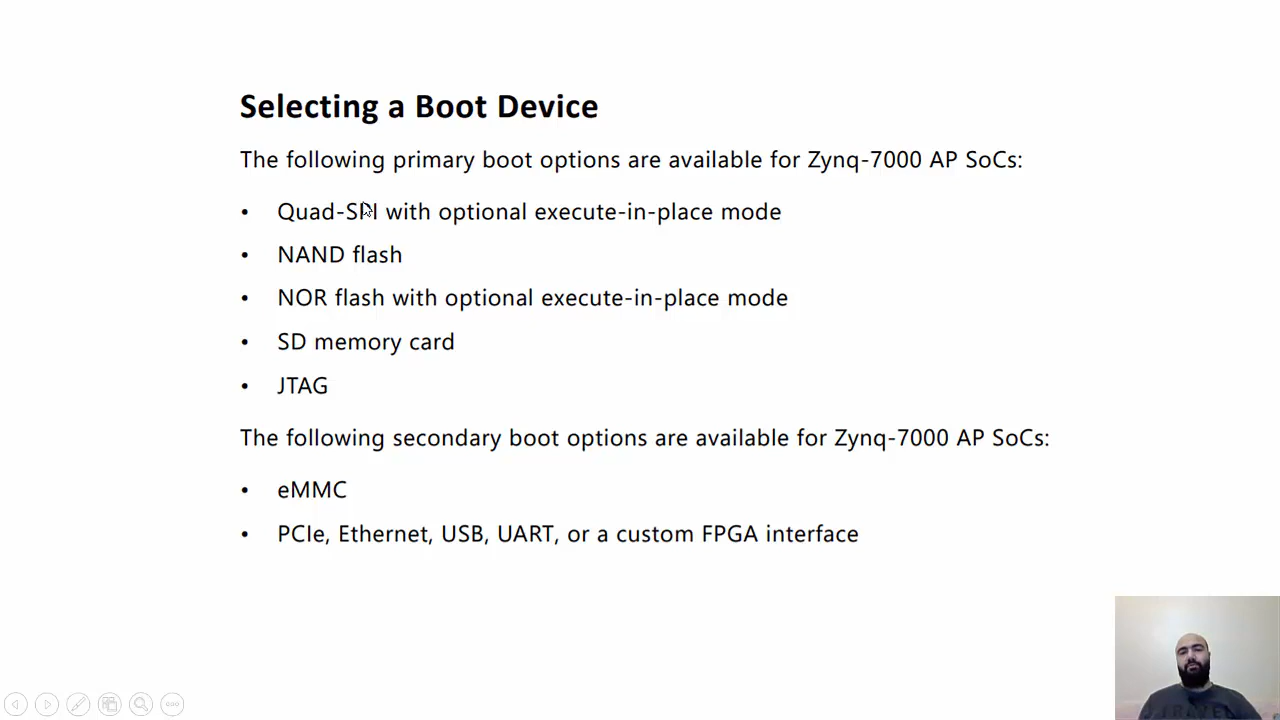 Selecting a Boot Device
The following primary boot options are available for Zynq-7000 AP SoCs:
• Quad-SPI with optional execute-in-place mode
• NAND flash
• NOR flash with optional execute-in-place mode
• SD memory card
• JTAG
The following secondary boot options are available for Zynq-7000 AP SoCs:
• eMMC
• PCIe, Ethernet, USB, UART, or a custom FPGA interface